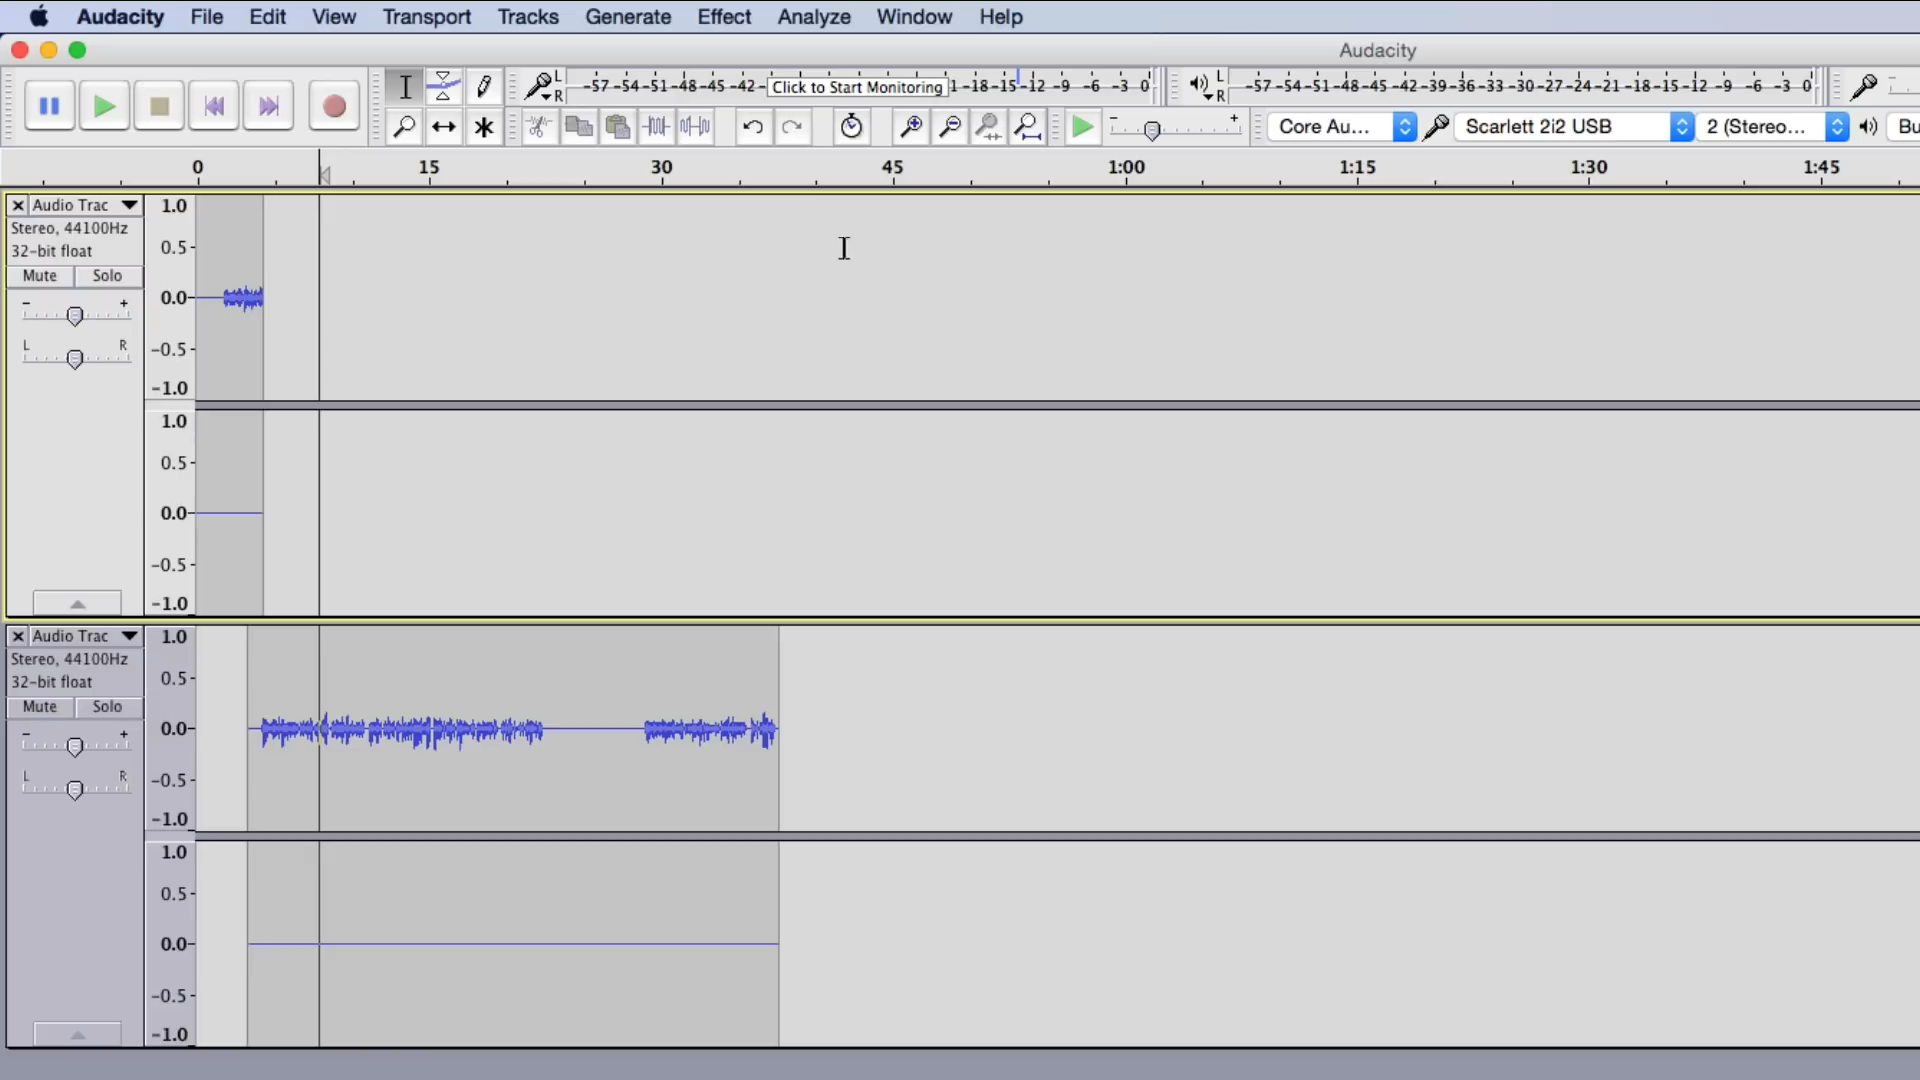 Audacity File Edit View Transport Tracks Generate Effect Analyze Window Help
Audacity
L R -57 -54 -51 -48 -45 -42 - Click to Start Monitoring 1 -18 -15 -12 -9 -6 -3 0 L R -57 -54 -51 -48 -45 -42 -39 -36 -33 -30 -27 -24 -21 -18 -15 -12 -9 -6 -3 0
- + Core Au... Scarlett 2i2 USB 2 (Stereo... Bu
0 15 30 45 1:00 1:15 1:30 1:45
Audio Trac 1.0
Stereo, 44100Hz
32-bit float 0.5
Mute Solo
- + 0.0
L R -0.5
-1.0
1.0
0.5
0.0
-0.5
-1.0
Audio Trac 1.0
Stereo, 44100Hz
32-bit float 0.5
Mute Solo
- + 0.0
L R -0.5
-1.0
1.0
0.5
0.0
-0.5
-1.0